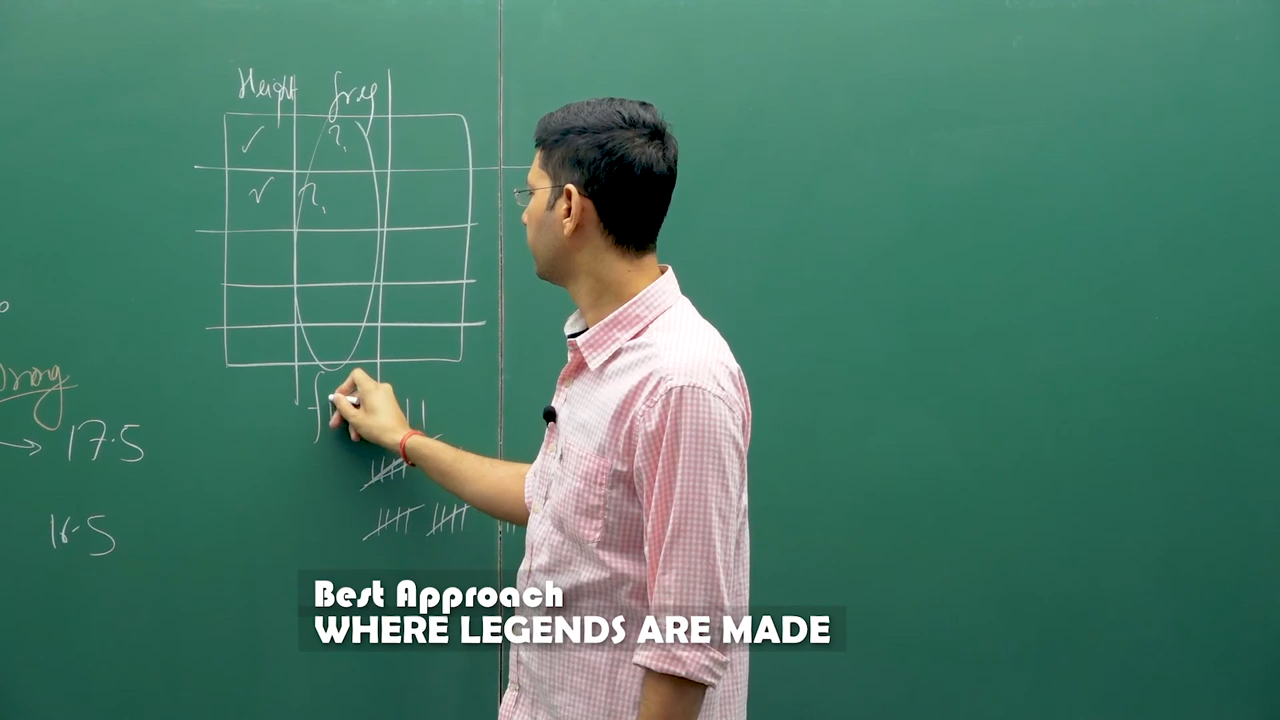 Height freq
✓ ?
✓ ?
f
→ 17.5
16.5
Best Approach
WHERE LEGENDS ARE MADE